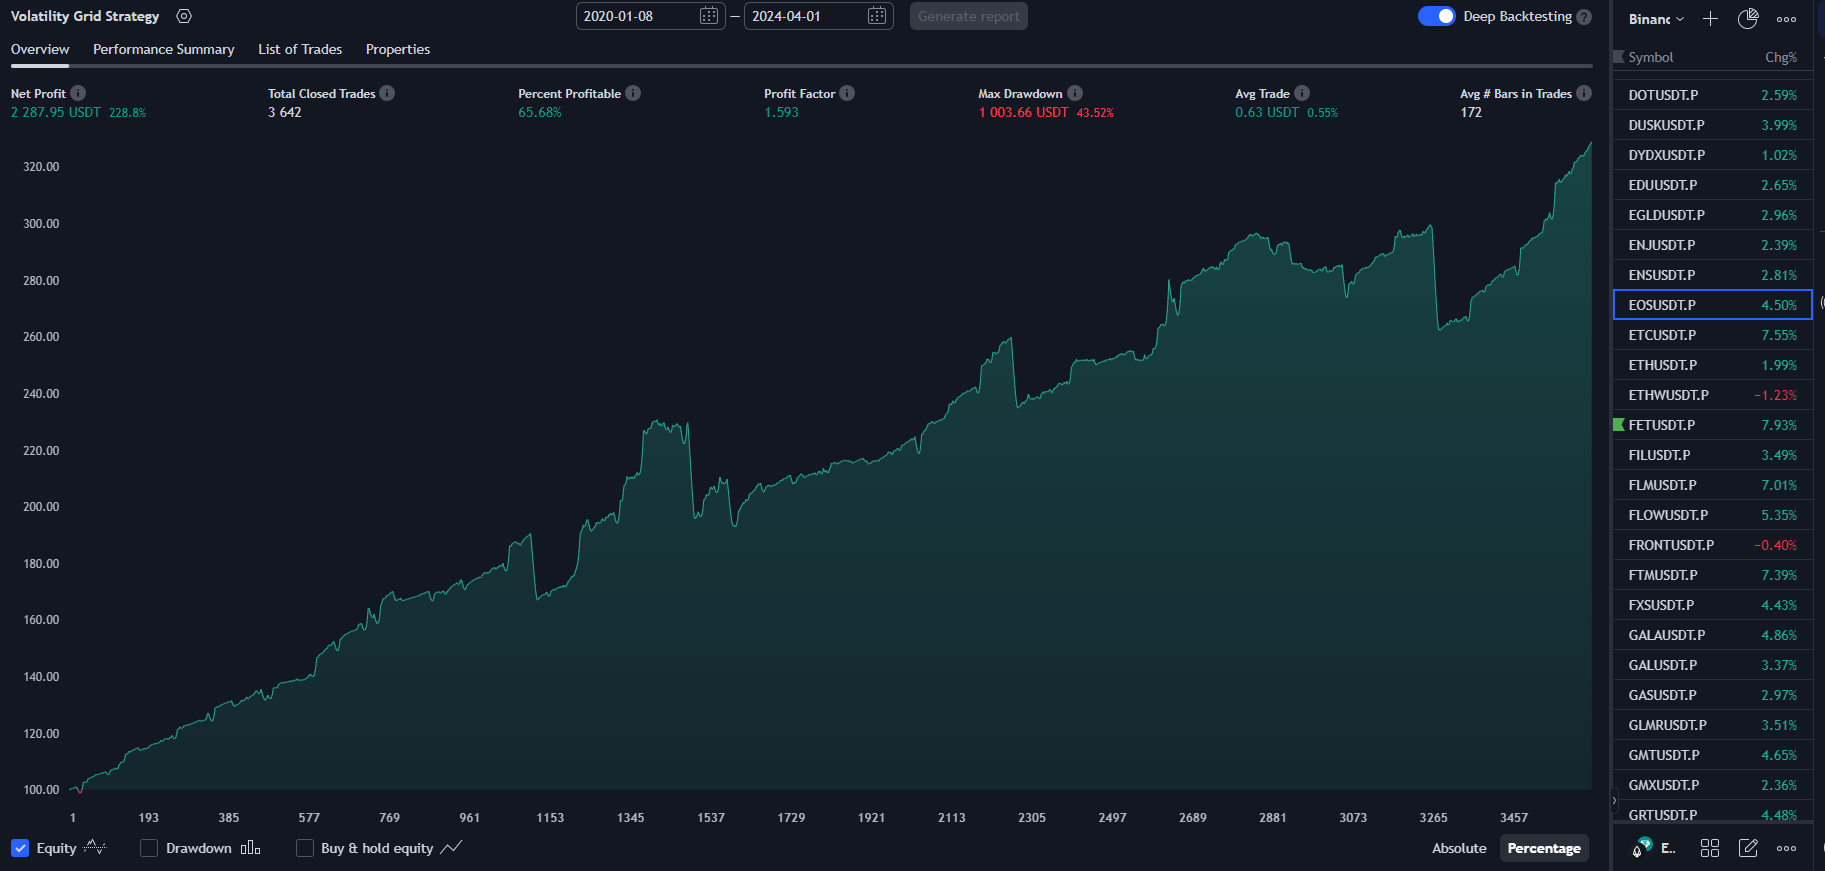 Volatility Grid Strategy
2020-01-08 — 2024-04-01 Generate report
Deep Backtesting ?
Overview Performance Summary List of Trades Properties
Net Profit
2 287.95 USDT 228.8%
Total Closed Trades
3 642
Percent Profitable
65.68%
Profit Factor
1.593
Max Drawdown
1 003.66 USDT 43.52%
Avg Trade
0.63 USDT 0.55%
Avg # Bars in Trades
172
320.00
300.00
280.00
260.00
240.00
220.00
200.00
180.00
160.00
140.00
120.00
100.00
1 193 385 577 769 961 1153 1345 1537 1729 1921 2113 2305 2497 2689 2881 3073 3265 3457
Equity Drawdown Buy & hold equity
Absolute Percentage
Binanc
Symbol Chg%
DOTUSDT.P 2.59%
DUSKUSDT.P 3.99%
DYDXUSDT.P 1.02%
EDUUSDT.P 2.65%
EGLDUSDT.P 2.96%
ENJUSDT.P 2.39%
ENSUSDT.P 2.81%
EOSUSDT.P 4.50%
ETCUSDT.P 7.55%
ETHUSDT.P 1.99%
ETHWUSDT.P −1.23%
FETUSDT.P 7.93%
FILUSDT.P 3.49%
FLMUSDT.P 7.01%
FLOWUSDT.P 5.35%
FRONTUSDT.P −0.40%
FTMUSDT.P 7.39%
FXSUSDT.P 4.43%
GALAUSDT.P 4.86%
GALUSDT.P 3.37%
GASUSDT.P 2.97%
GLMRUSDT.P 3.51%
GMTUSDT.P 4.65%
GMXUSDT.P 2.36%
GRTUSDT.P 4.48%
E..